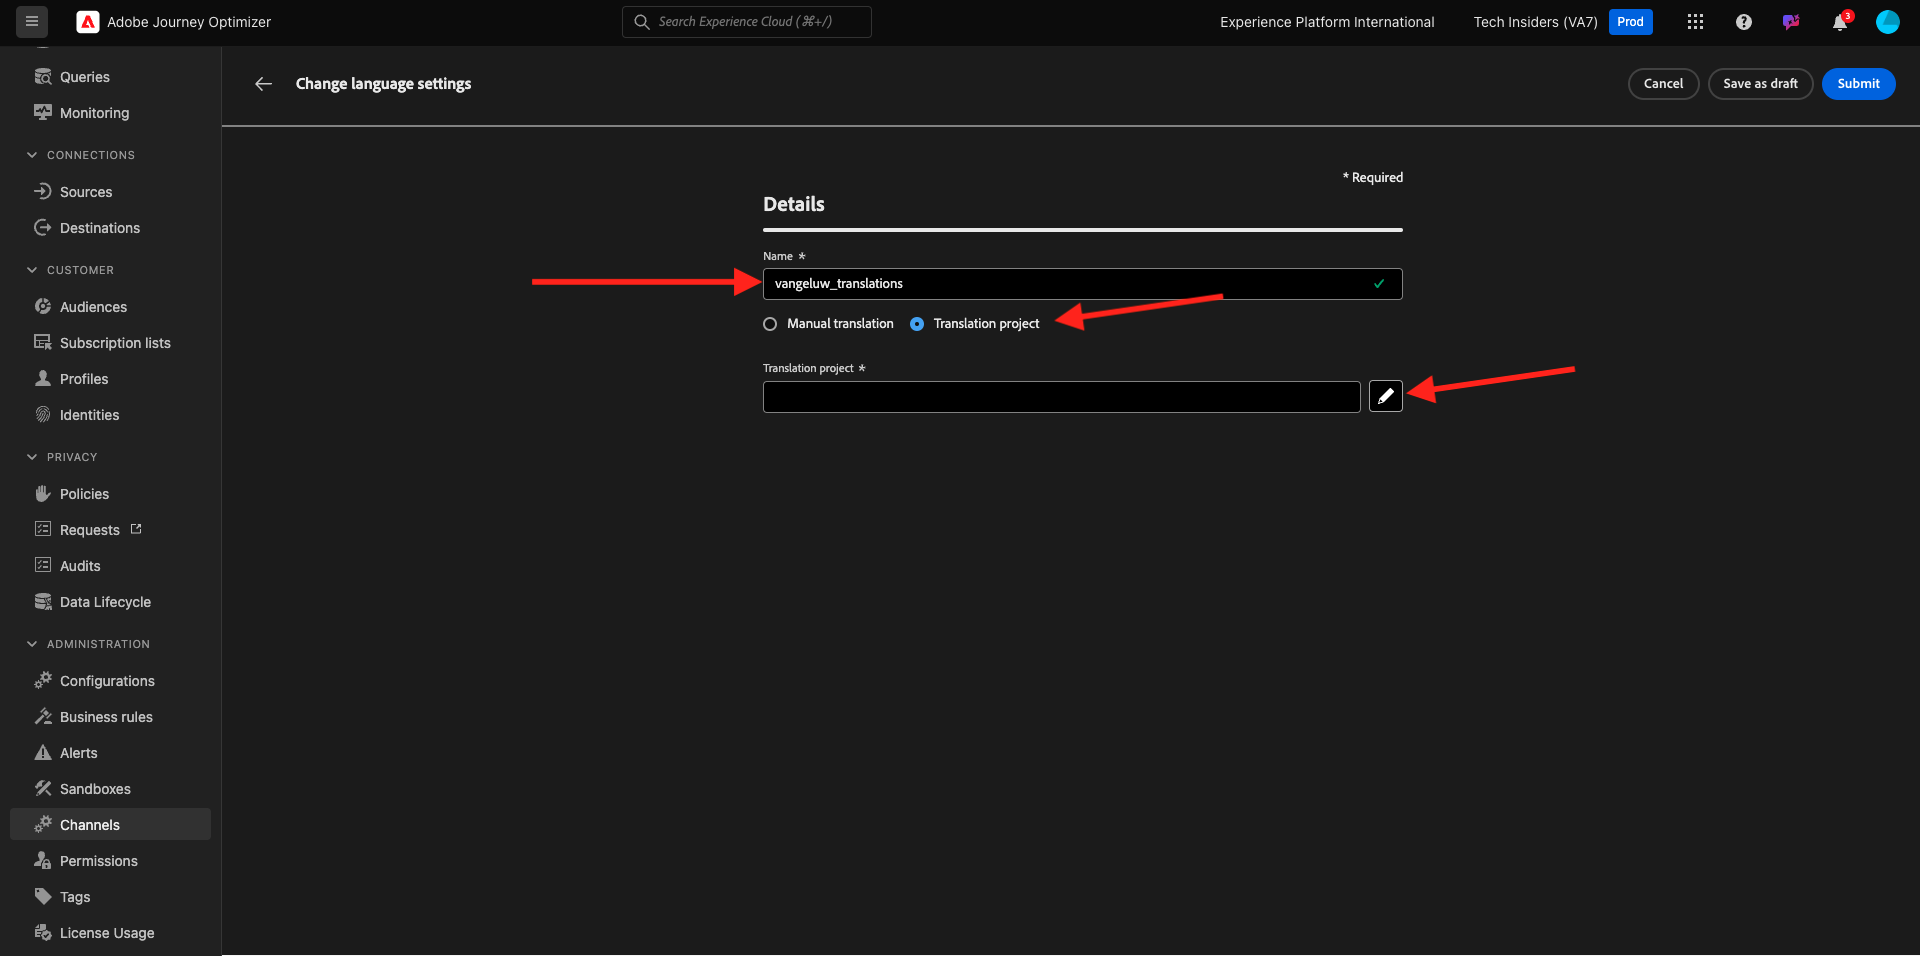 Adobe Journey Optimizer
Search Experience Cloud (⌘+/)
Experience Platform International
Tech Insiders (VA7)
Prod
3
Queries
Monitoring
CONNECTIONS
Sources
Destinations
CUSTOMER
Audiences
Subscription lists
Profiles
Identities
PRIVACY
Policies
Requests
Audits
Data Lifecycle
ADMINISTRATION
Configurations
Business rules
Alerts
Sandboxes
Channels
Permissions
Tags
License Usage
Change language settings
Cancel
Save as draft
Submit
* Required
Details
Name *
vangeluw_translations
Manual translation
Translation project
Translation project *